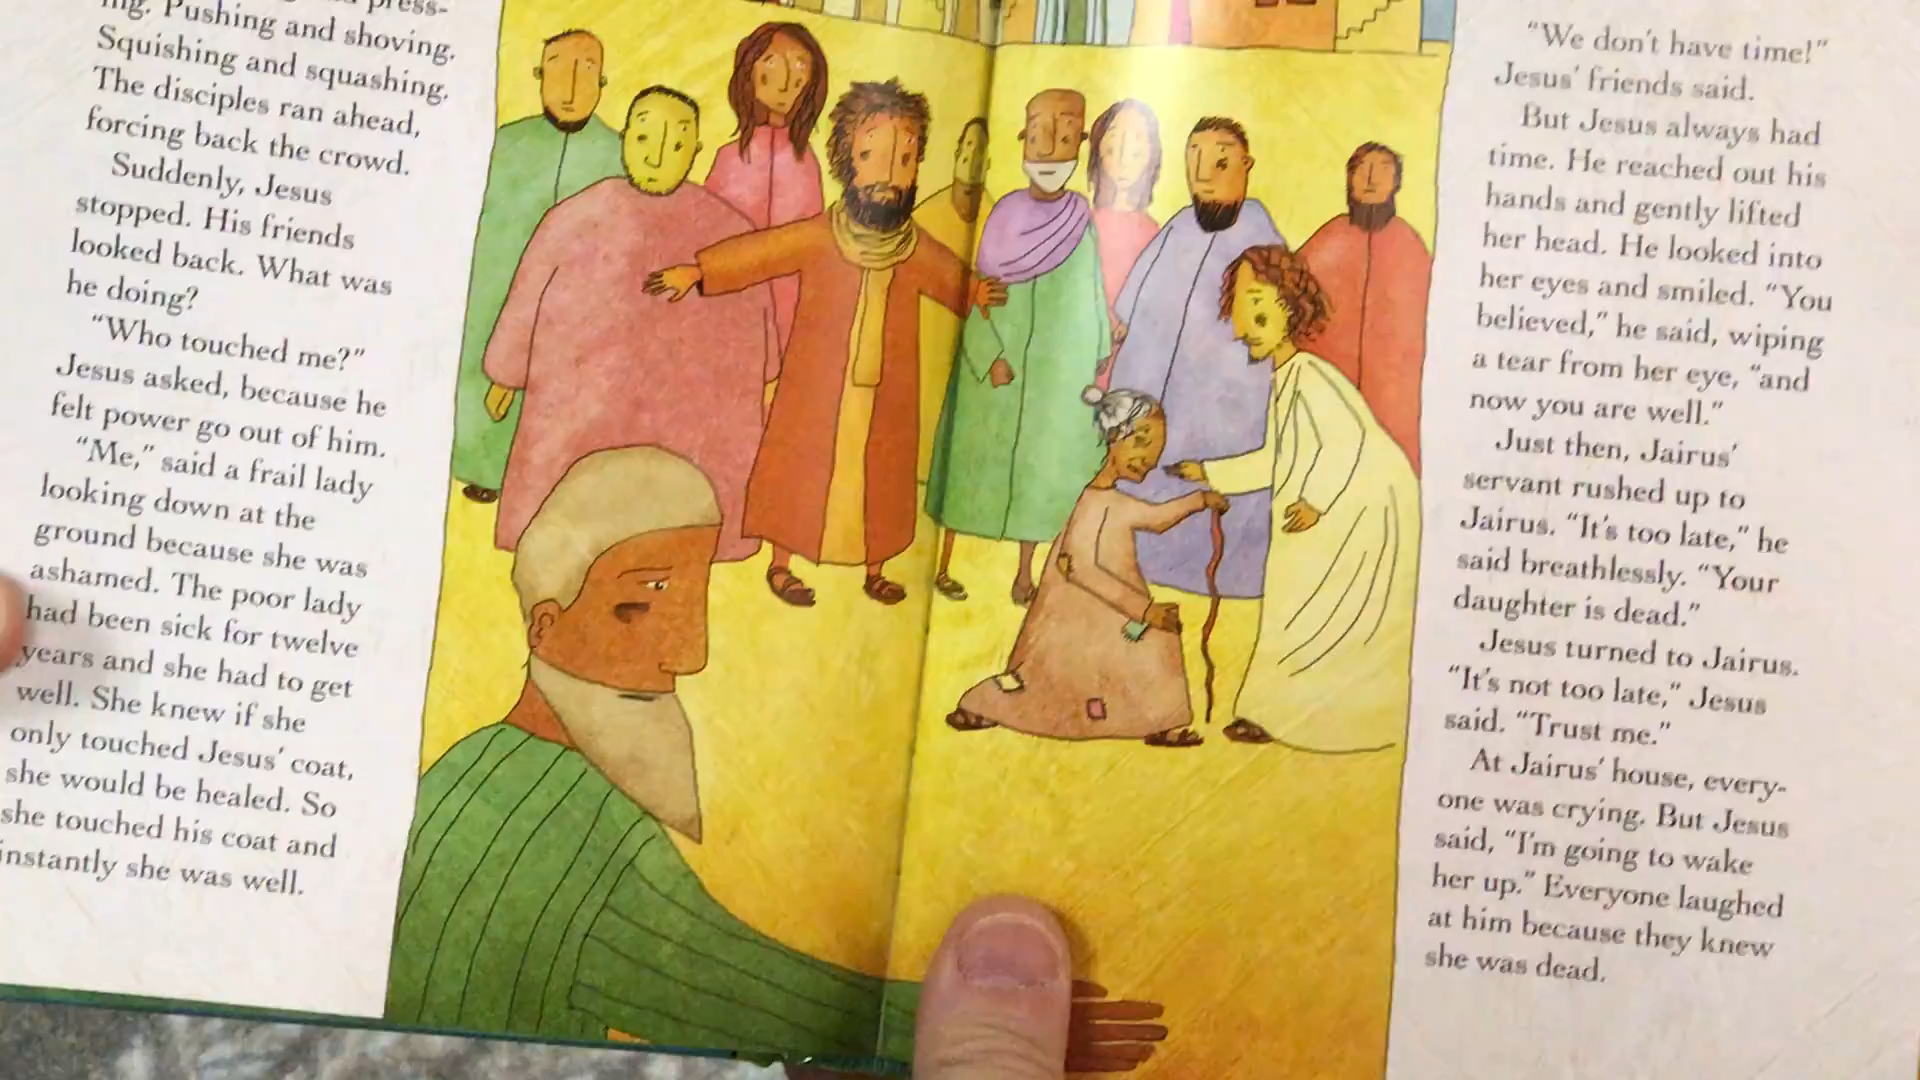 press-
ing. Pushing and shoving.
Squishing and squashing.
The disciples ran ahead,
forcing back the crowd.
Suddenly, Jesus
stopped. His friends
looked back. What was
he doing?
"Who touched me?"
Jesus asked, because he
felt power go out of him.
"Me," said a frail lady
looking down at the
ground because she was
ashamed. The poor lady
had been sick for twelve
years and she had to get
well. She knew if she
only touched Jesus' coat,
she would be healed. So
she touched his coat and
instantly she was well.
"We don't have time!"
Jesus' friends said.
But Jesus always had
time. He reached out his
hands and gently lifted
her head. He looked into
her eyes and smiled. "You
believed," he said, wiping
a tear from her eye, "and
now you are well."
Just then, Jairus'
servant rushed up to
Jairus. "It's too late," he
said breathlessly. "Your
daughter is dead."
Jesus turned to Jairus.
"It's not too late," Jesus
said. "Trust me."
At Jairus' house, every-
one was crying. But Jesus
said, "I'm going to wake
her up." Everyone laughed
at him because they knew
she was dead.